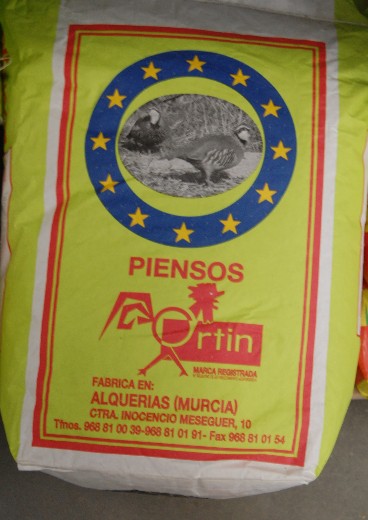 PIENSOS
Ortin
MARCA REGISTRADA
FABRICA EN:
ALQUERIAS (MURCIA)
CTRA. INOCENCIO MESEGUER, 10
Tfnos. 968 81 00 39-968 81 01 91- Fax 968 81 01 54